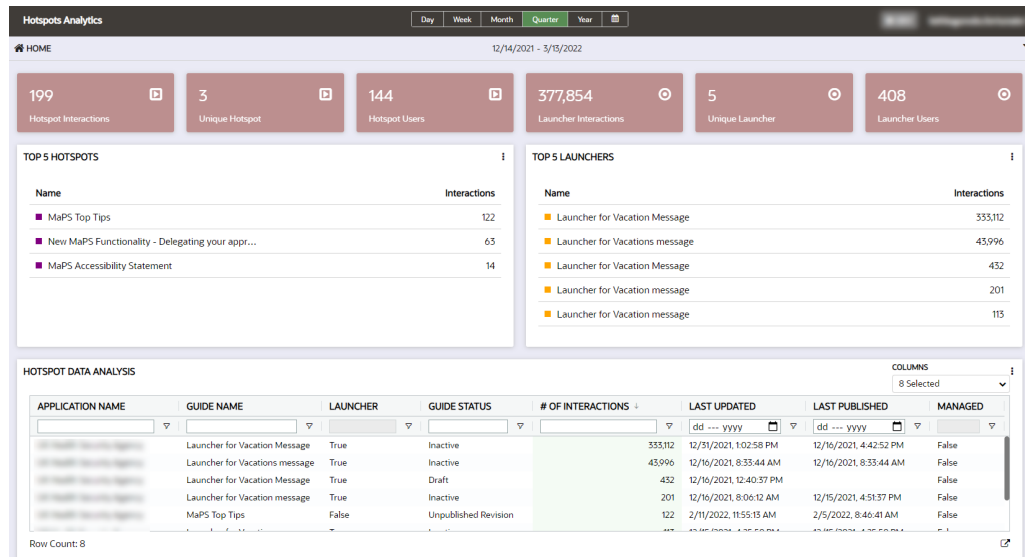 Hotspots Analytics
Day Week Month Quarter Year
HOME
12/14/2021 - 3/13/2022
199 3 144 377,854 5 408
Hotspot Interactions Unique Hotspot Hotspot Users Launcher Interactions Unique Launcher Launcher Users
TOP 5 HOTSPOTS
Name Interactions
MaPS Top Tips 122
New MaPS Functionality - Delegating your appr... 63
MaPS Accessibility Statement 14
TOP 5 LAUNCHERS
Name Interactions
Launcher for Vacation Message 333,112
Launcher for Vacations message 43,996
Launcher for Vacation Message 432
Launcher for Vacation message 201
Launcher for Vacation message 113
HOTSPOT DATA ANALYSIS
COLUMNS
8 Selected
APPLICATION NAME GUIDE NAME LAUNCHER GUIDE STATUS # OF INTERACTIONS LAST UPDATED LAST PUBLISHED MANAGED
dd --- yyyy dd --- yyyy
Launcher for Vacation Message True Inactive 333,112 12/31/2021, 1:02:58 PM 12/16/2021, 4:42:52 PM False
Launcher for Vacations message True Inactive 43,996 12/16/2021, 8:33:44 AM 12/16/2021, 8:33:44 AM False
Launcher for Vacation Message True Draft 432 12/16/2021, 12:40:37 PM False
Launcher for Vacation message True Inactive 201 12/16/2021, 8:06:12 AM 12/15/2021, 4:51:37 PM False
MaPS Top Tips False Unpublished Revision 122 2/11/2022, 11:55:13 AM 2/5/2022, 8:46:41 AM False
Row Count: 8